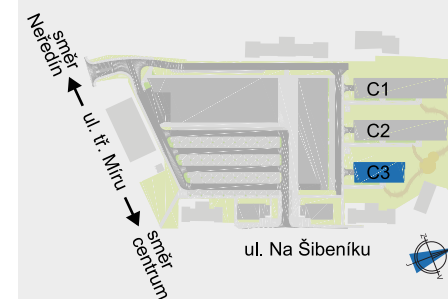 směr
Neředín
ul. tř. Míru
směr
centrum
C1
C2
C3
ul. Na Šibeníku